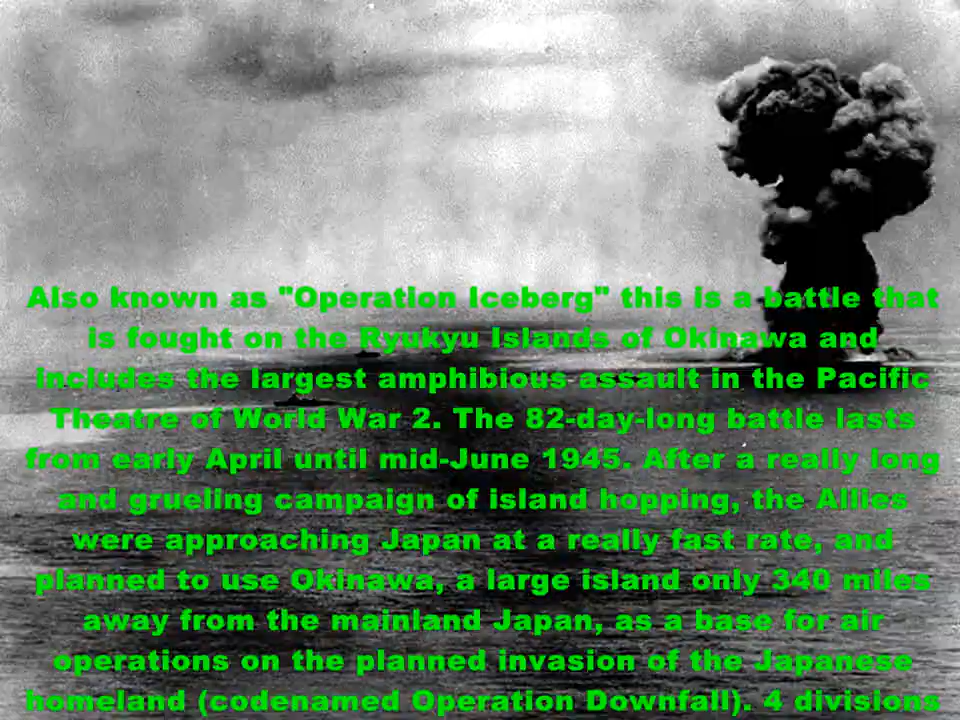 Also known as "Operation Iceberg" this is a battle that
is fought on the Ryukyu Islands of Okinawa and
includes the largest amphibious assault in the Pacific
Theatre of World War 2. The 82-day-long battle lasts
from early April until mid-June 1945. After a really long
and grueling campaign of island hopping, the Allies
were approaching Japan at a really fast rate, and
planned to use Okinawa, a large island only 340 miles
away from the mainland Japan, as a base for air
operations on the planned invasion of the Japanese
homeland (codenamed Operation Downfall). 4 divisions